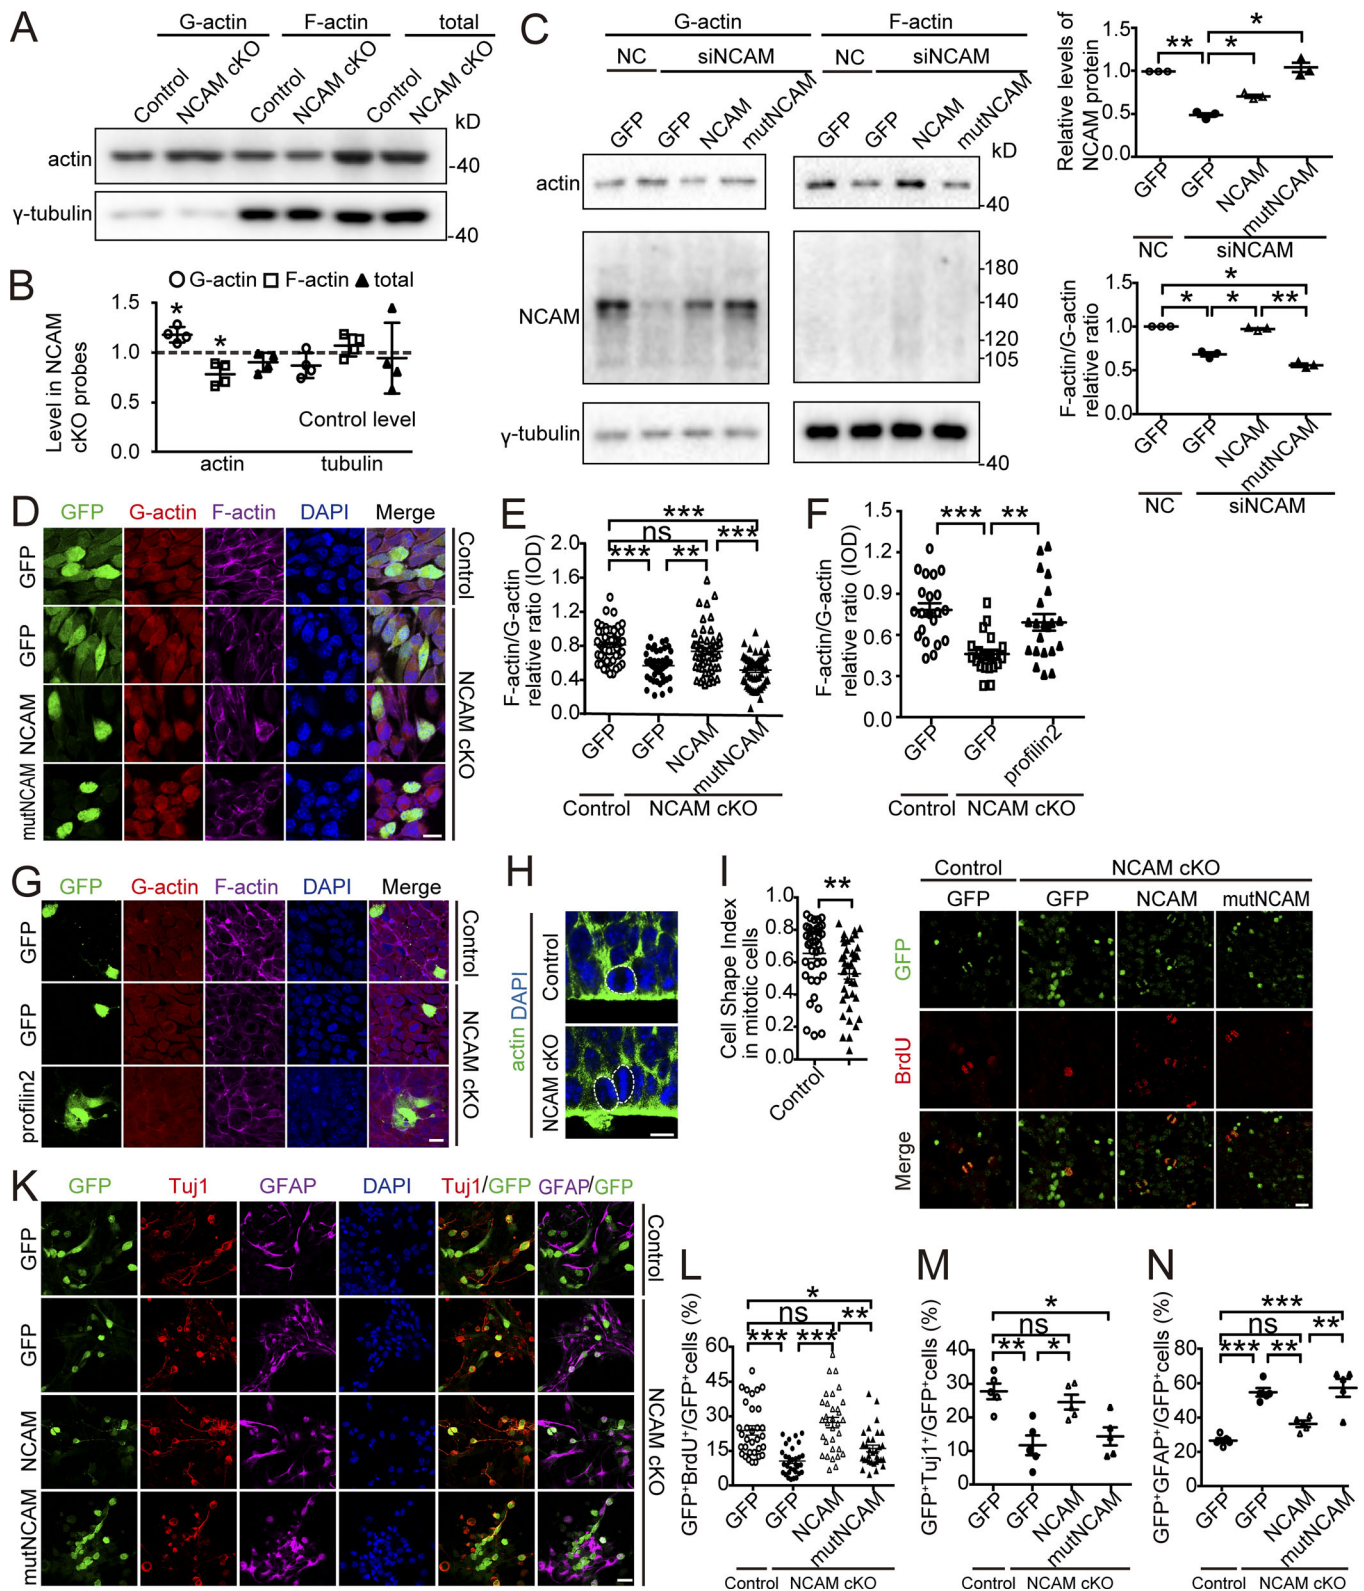 A
G-actin F-actin total
Control NCAM cKO Control NCAM cKO Control NCAM cKO
kD
actin
-40
γ-tubulin
-40
B
G-actin F-actin total
Level in NCAM
cKO probes
1.5
1.0
0.5
0.0
* *
Control level
actin tubulin
C
G-actin F-actin
NC siNCAM NC siNCAM
GFP GFP NCAM mutNCAM GFP GFP NCAM mutNCAM
kD
actin
-40
NCAM
-180
-140
-120
-105
γ-tubulin
-40
Relative levels of
NCAM protein
1.5
1.0
0.5
0.0
** * *
GFP GFP NCAM mutNCAM
NC siNCAM
F-actin/G-actin
relative ratio
1.5
1.0
0.5
0.0
*
* * **
GFP GFP NCAM mutNCAM
NC siNCAM
D
GFP G-actin F-actin DAPI Merge
GFP
GFP
NCAM
mutNCAM
Control
NCAM cKO
E
F-actin/G-actin
relative ratio (IOD)
2.0
1.6
1.2
0.8
0.4
0.0
***
ns
*** ** ***
GFP GFP NCAM mutNCAM
Control NCAM cKO
F
F-actin/G-actin
relative ratio (IOD)
1.5
1.2
0.9
0.6
0.3
0.0
*** **
GFP GFP profilin2
Control NCAM cKO
G
GFP G-actin F-actin DAPI Merge
GFP
GFP
profilin2
Control
NCAM cKO
H
actin DAPI
Control
NCAM cKO
I
Cell Shape Index
in mitotic cells
1.0
0.8
0.6
0.4
0.2
0.0
**
Control
Control NCAM cKO
GFP GFP NCAM mutNCAM
GFP
BrdU
Merge
K
GFP Tuj1 GFAP DAPI Tuj1/GFP GFAP/GFP
GFP
GFP
NCAM
mutNCAM
Control
NCAM cKO
L
GFP⁺BrdU⁺/GFP⁺cells (%)
60
45
30
15
0
*
ns **
*** ***
GFP GFP NCAM mutNCAM
Control NCAM cKO
M
GFP⁺Tuj1⁺/GFP⁺cells (%)
40
30
20
10
0
*
ns
** *
GFP GFP NCAM mutNCAM
Control NCAM cKO
N
GFP⁺GFAP⁺/GFP⁺cells (%)
80
60
40
20
0
***
ns **
*** **
GFP GFP NCAM mutNCAM
Control NCAM cKO